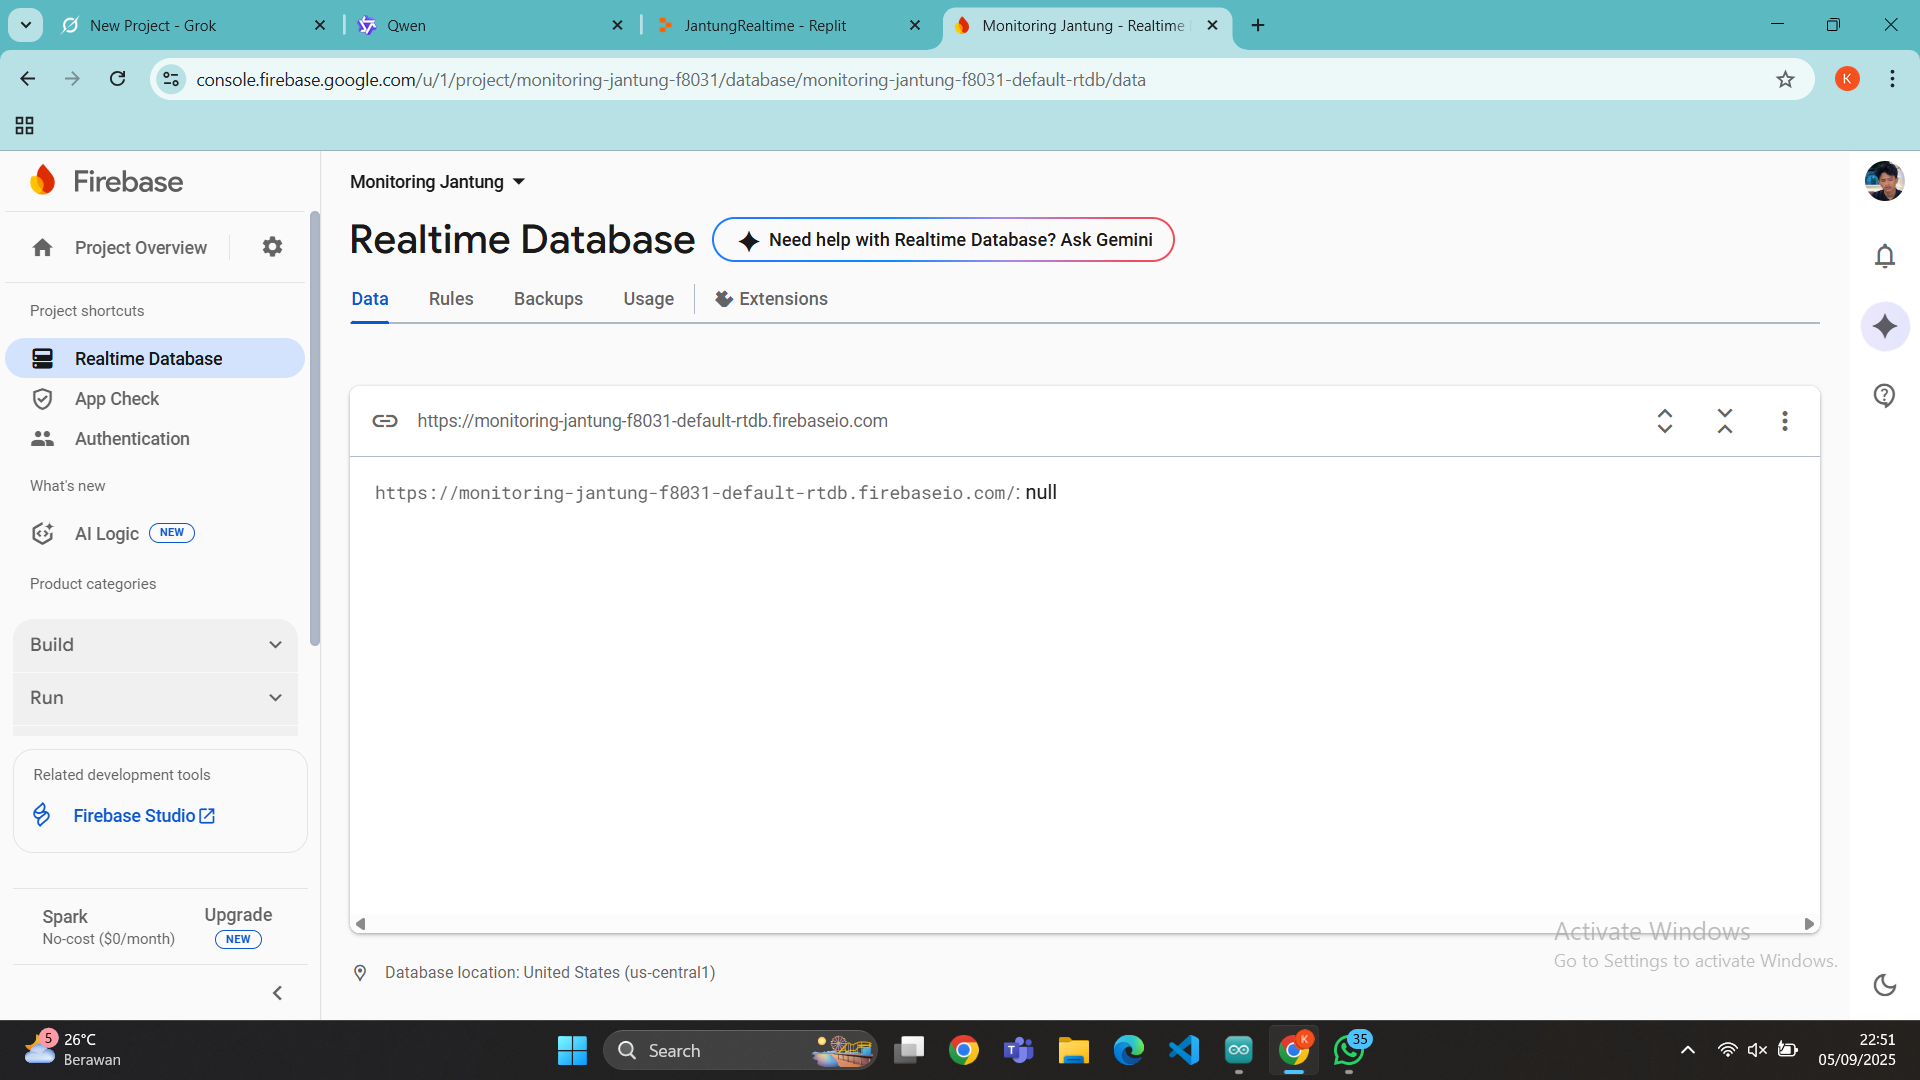 New Project - Grok
Qwen
JantungRealtime - Replit
Monitoring Jantung - Realtime
console.firebase.google.com/u/1/project/monitoring-jantung-f8031/database/monitoring-jantung-f8031-default-rtdb/data
K
Firebase
Monitoring Jantung
Project Overview
Realtime Database
Need help with Realtime Database? Ask Gemini
Data
Rules
Backups
Usage
Extensions
Project shortcuts
Realtime Database
App Check
Authentication
What's new
AI Logic NEW
Product categories
Build
Run
Related development tools
Firebase Studio
Spark
No-cost ($0/month)
Upgrade
NEW
https://monitoring-jantung-f8031-default-rtdb.firebaseio.com
https://monitoring-jantung-f8031-default-rtdb.firebaseio.com/: null
Database location: United States (us-central1)
Activate Windows
Go to Settings to activate Windows.
5
26°C
Berawan
Search
K
35
22:51
05/09/2025